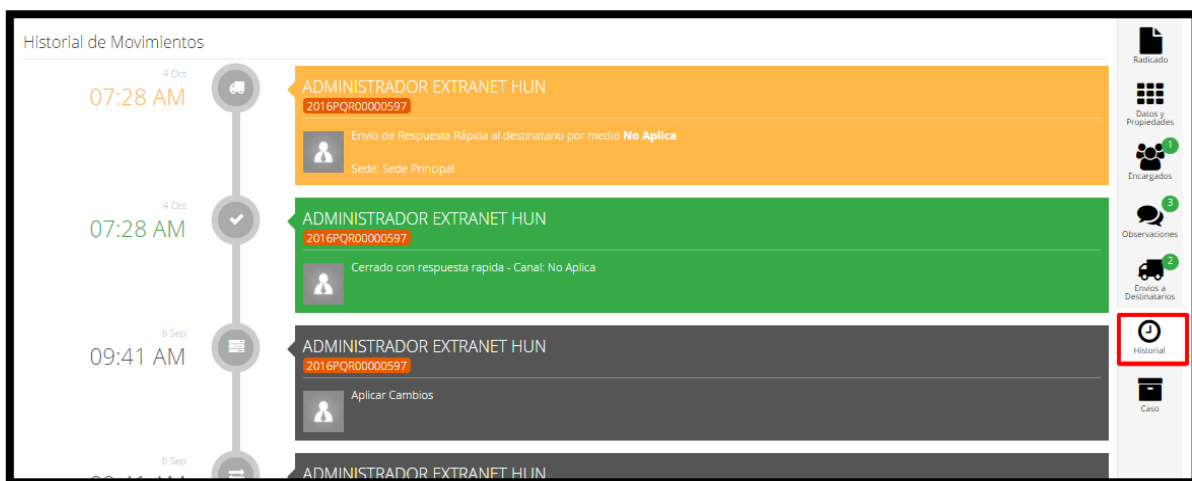 Historial de Movimientos
4 Oct
07:28 AM
ADMINISTRADOR EXTRANET HUN
2016PQR00000597
Envio de Respuesta Rápida al destinatario por medio No Aplica
Sede: Sede Principal
4 Oct
07:28 AM
ADMINISTRADOR EXTRANET HUN
2016PQR00000597
Cerrado con respuesta rapida - Canal: No Aplica
6 Sep
09:41 AM
ADMINISTRADOR EXTRANET HUN
2016PQR00000597
Aplicar Cambios
6 Sep
ADMINISTRADOR EXTRANET HUN
Radicado
Datos y
Propiedades
1
Encargados
3
Observaciones
2
Envios a
Destinatarios
Historial
Caso